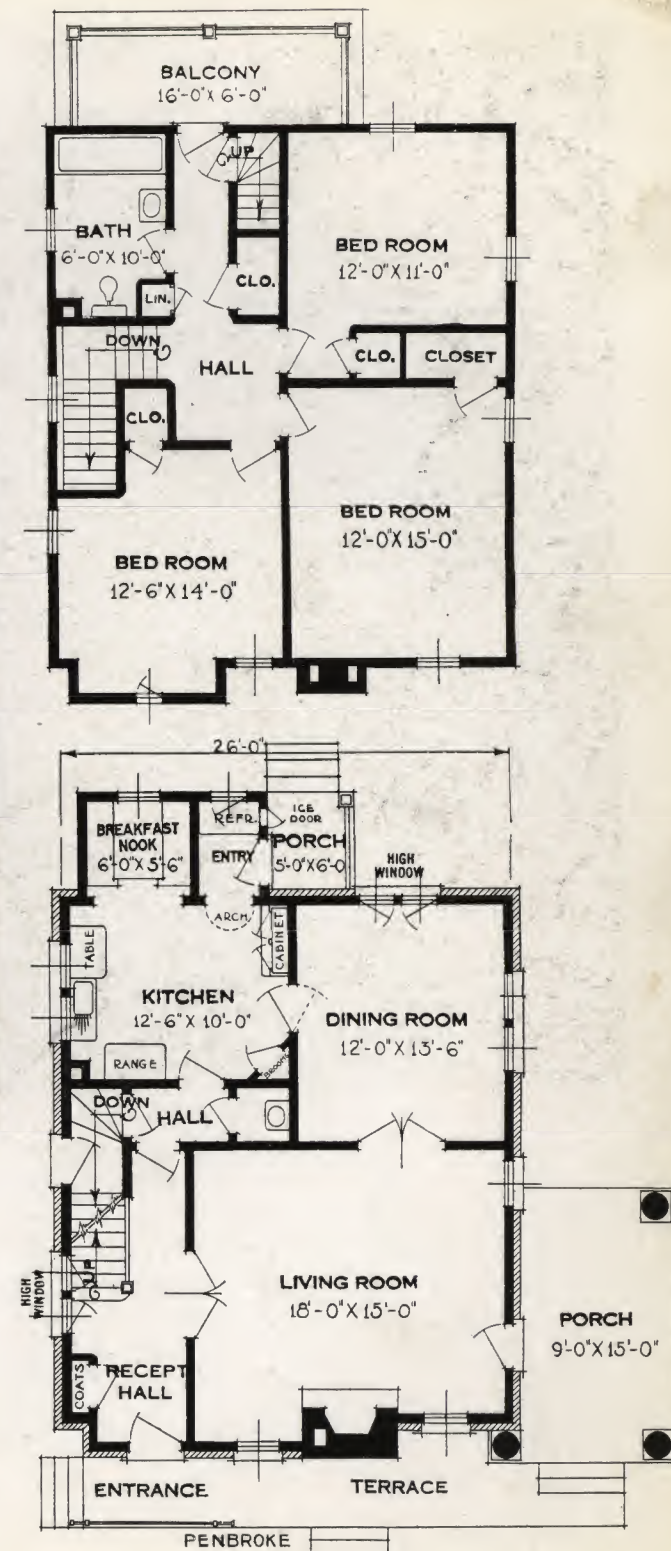 BALCONY
16'-0" X 6'-0"
UP
BATH
6'-0" X 10'-0"
BED ROOM
12'-0" X 11'-0"
CLO.
LIN.
DOWN
HALL
CLO.
CLOSET
CLO.
BED ROOM
12'-0" X 15'-0"
BED ROOM
12'-6" X 14'-0"
26'-0"
BREAKFAST
NOOK
6'-0" X 5'-6"
REFR.
ICE
DOOR
ENTRY
PORCH
5'-0" X 6'-0
HIGH
WINDOW
ARCH
CABINET
TABLE
KITCHEN
12'-6" X 10'-0"
DINING ROOM
12'-0" X 13'-6"
RANGE
BROOMS
DOWN
HALL
UP
HIGH
WINDOW
LIVING ROOM
18'-0" X 15'-0"
PORCH
9'-0" X 15'-0"
COATS
RECEPT
HALL
ENTRANCE
TERRACE
PENBROKE